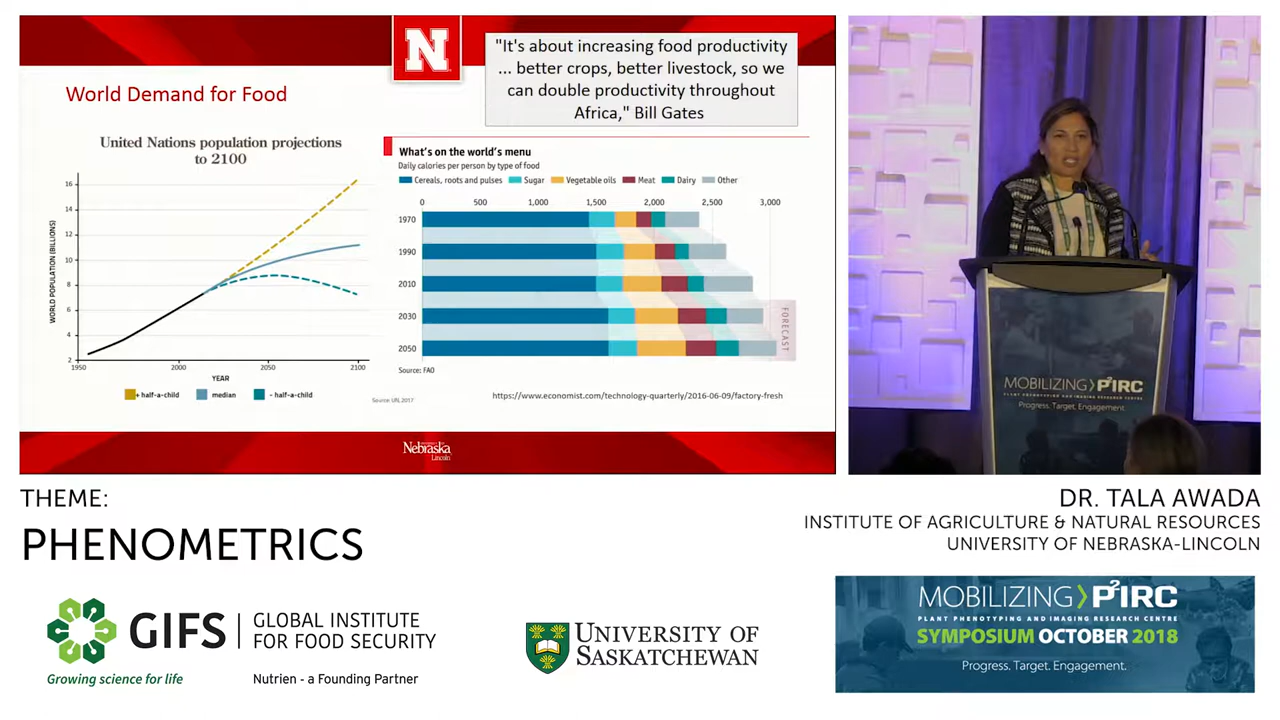 N
"It's about increasing food productivity
... better crops, better livestock, so we
can double productivity throughout
Africa," Bill Gates
World Demand for Food
United Nations population projections
to 2100
WORLD POPULATION (BILLIONS)
16
14
12
10
8
6
4
2
1950
2000
2050
2100
YEAR
+ half-a-child
median
- half-a-child
Source: UN, 2017
What's on the world's menu
Daily calories per person by type of food
Cereals, roots and pulses
Sugar
Vegetable oils
Meat
Dairy
Other
0
500
1,000
1,500
2,000
2,500
3,000
1970
1990
2010
2030
2050
FORECAST
Source: FAO
https://www.economist.com/technology-quarterly/2016-06-09/factory-fresh
Nebraska
Lincoln
MOBILIZING P²IRC
PLANT PHENOTYPING AND IMAGING RESEARCH CENTRE
Progress. Target. Engagement.
THEME:
PHENOMETRICS
DR. TALA AWADA
INSTITUTE OF AGRICULTURE & NATURAL RESOURCES
UNIVERSITY OF NEBRASKA-LINCOLN
GIFS
GLOBAL INSTITUTE
FOR FOOD SECURITY
Growing science for life
Nutrien - a Founding Partner
UNIVERSITY OF
SASKATCHEWAN
MOBILIZING P²IRC
PLANT PHENOTYPING AND IMAGING RESEARCH CENTRE
SYMPOSIUM OCTOBER 2018
Progress. Target. Engagement.